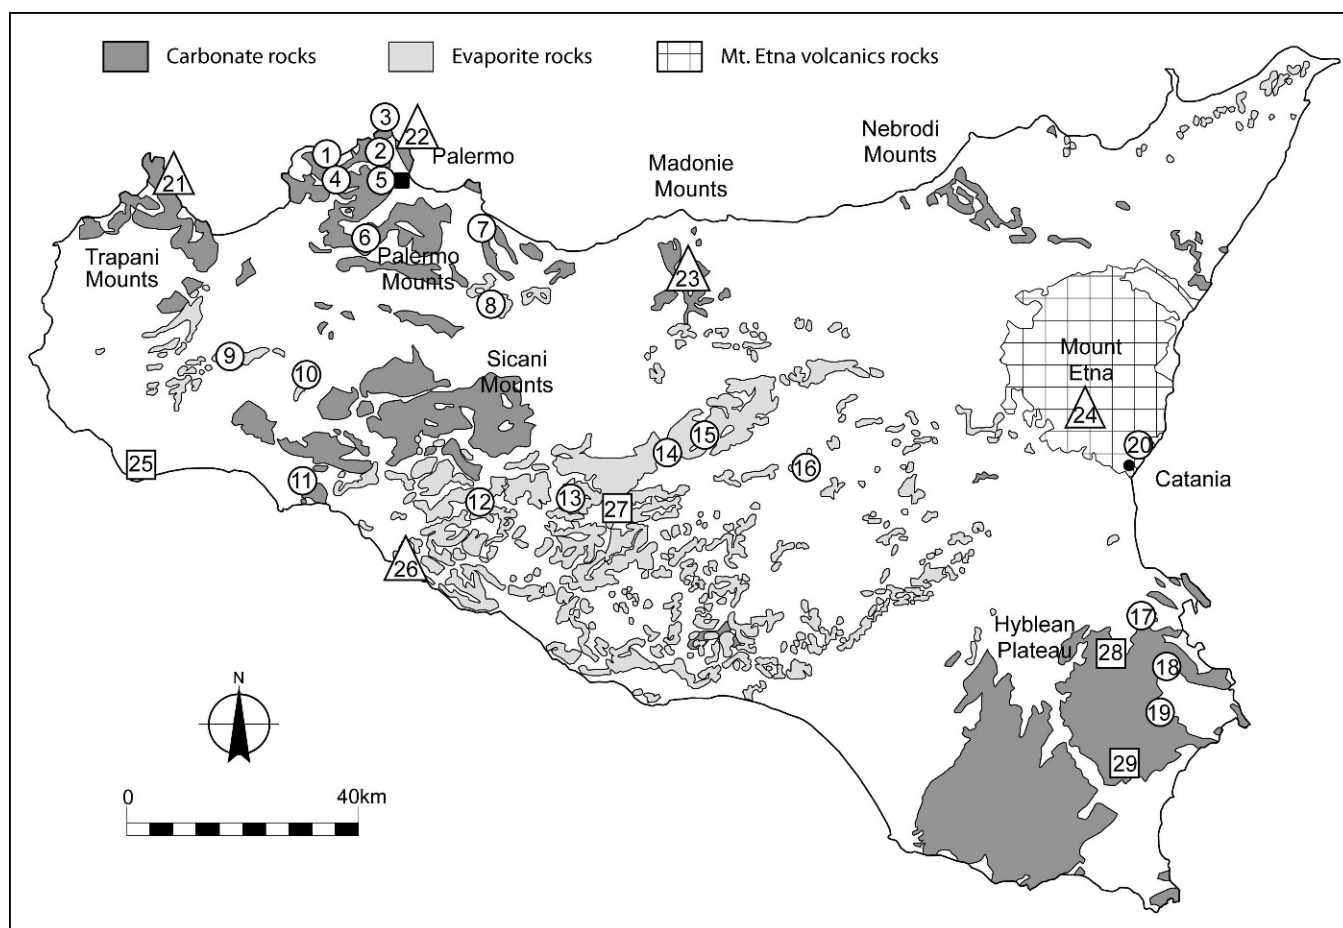 Carbonate rocks
Evaporite rocks
Mt. Etna volcanics rocks
3
22
Nebrodi
Mounts
1
2
Palermo
Madonie
Mounts
21
4
5
7
6
Trapani
Mounts
Palermo
Mounts
23
8
9
Sicani
Mounts
10
Mount
Etna
24
15
14
20
25
16
Catania
11
12
13
27
26
17
Hyblean
Plateau
28
18
19
N
29
0
40km